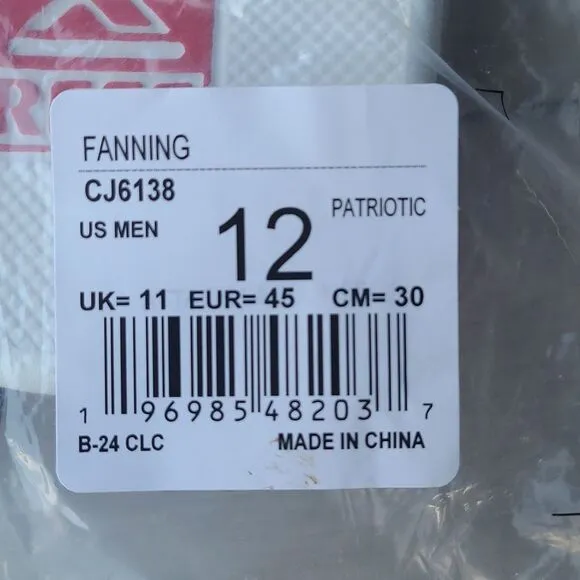 FANNING
CJ6138
PATRIOTIC
US MEN
12
UK= 11 EUR= 45 CM= 30
1 96985 48203 7
B-24 CLC
MADE IN CHINA